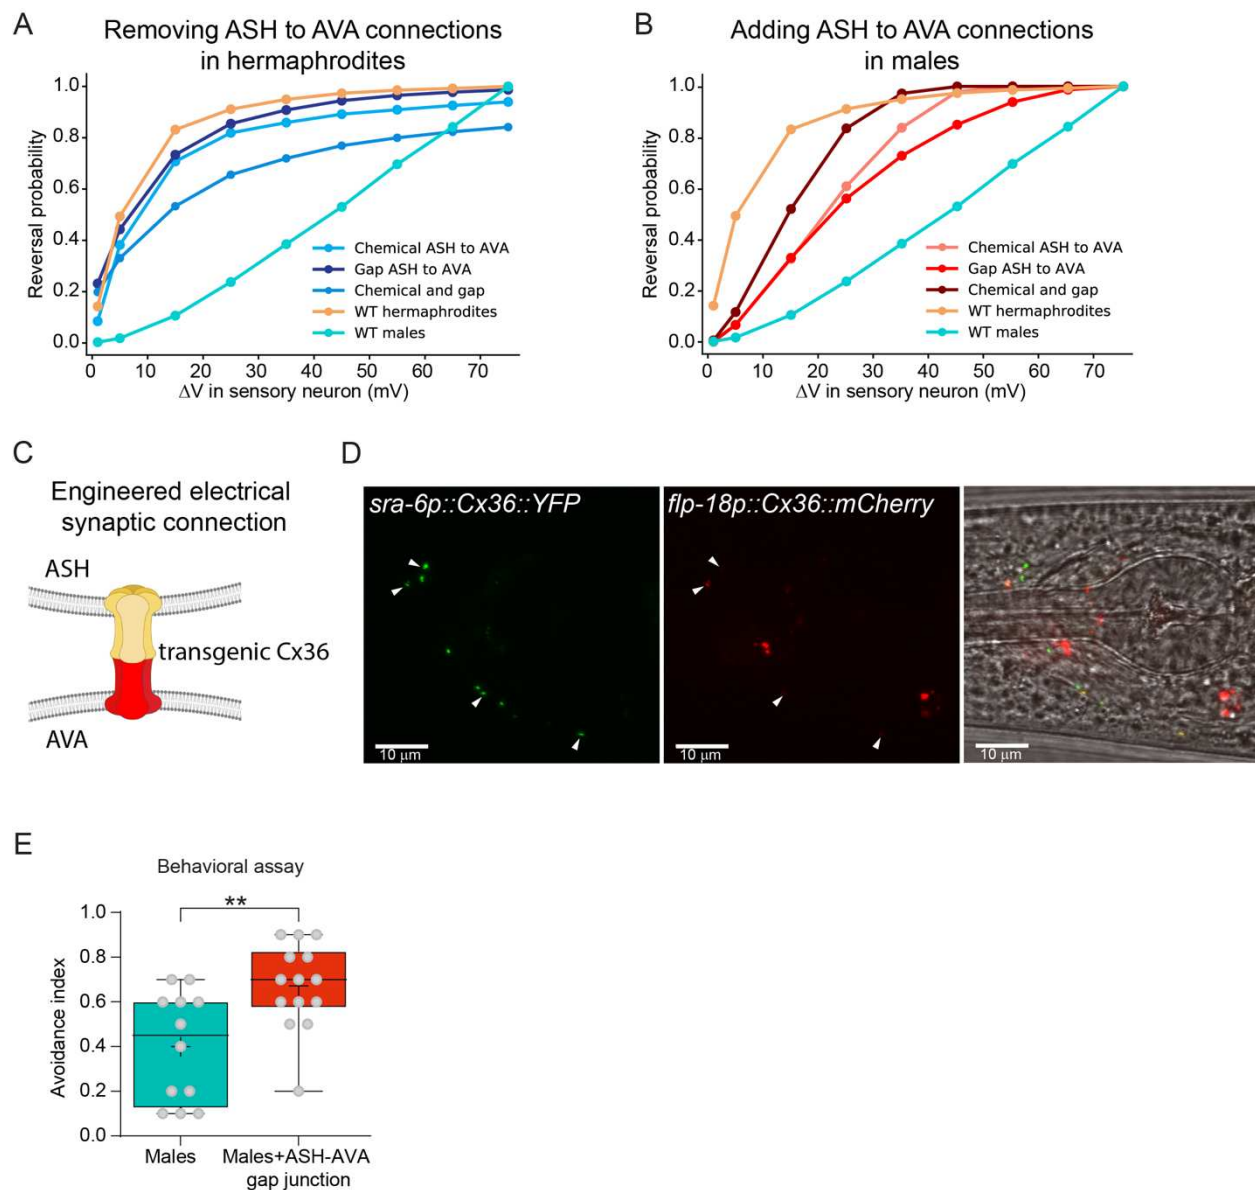 A
Removing ASH to AVA connections
in hermaphrodites
Reversal probability
1.0
0.8
0.6
0.4
0.2
0.0
Chemical ASH to AVA
Gap ASH to AVA
Chemical and gap
WT hermaphrodites
WT males
0 10 20 30 40 50 60 70
ΔV in sensory neuron (mV)
B
Adding ASH to AVA connections
in males
Reversal probability
1.0
0.8
0.6
0.4
0.2
0.0
Chemical ASH to AVA
Gap ASH to AVA
Chemical and gap
WT hermaphrodites
WT males
0 10 20 30 40 50 60 70
ΔV in sensory neuron (mV)
C
Engineered electrical
synaptic connection
ASH
transgenic Cx36
AVA
D
sra-6p::Cx36::YFP
10 μm
flp-18p::Cx36::mCherry
10 μm
10 μm
E
Behavioral assay
**
Avoidance index
1.0
0.8
0.6
0.4
0.2
0.0
Males
Males+ASH-AVA
gap junction